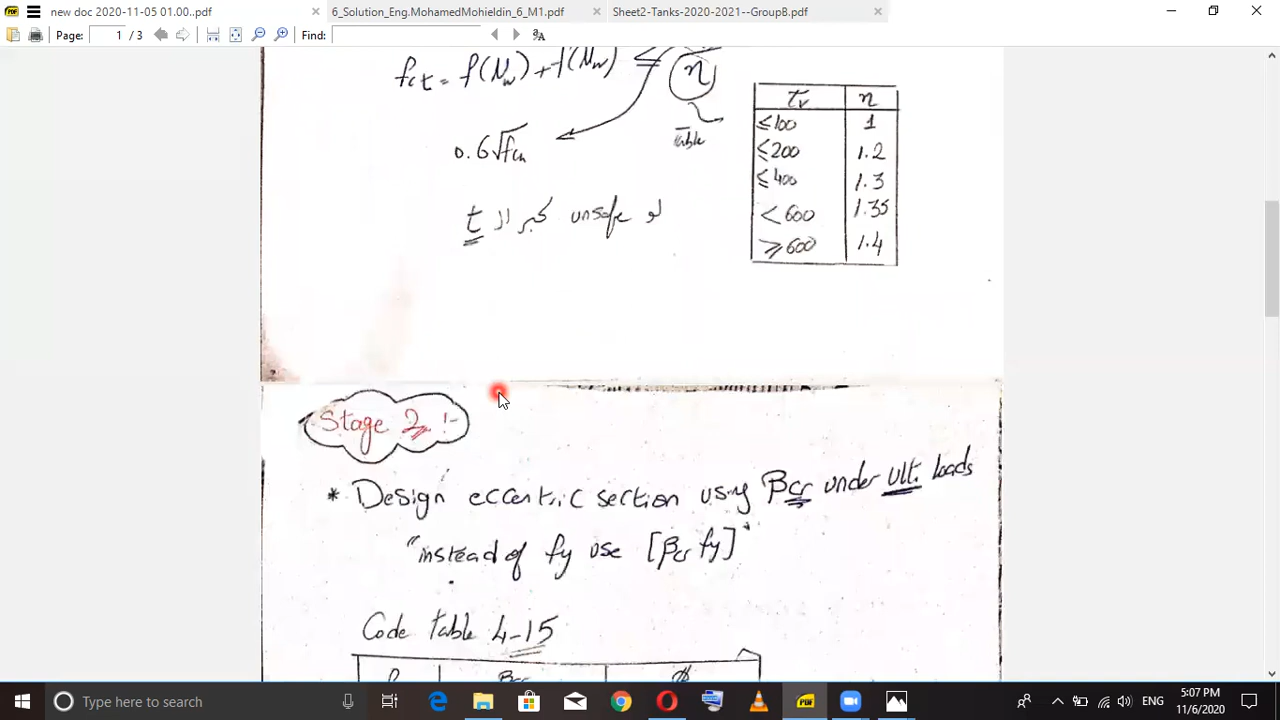 new doc 2020-11-05 01.00..pdf
6_Solution_Eng.MohamedMohieldin_6_M1.pdf
Sheet2-Tanks-2020-2021--GroupB.pdf
Page: 1 / 3 Find:
fct = f(Nw) + f(Mw) ≤
η
Table
0.6√fcu
لو unsafe كبر الـ t
tv η
≤100 1
≤200 1.2
≤400 1.3
<600 1.35
≥600 1.4
Stage 2 :-
* Design eccentric section using βcr under ult. loads
"instead of fy use [βcr fy]"
Code table 4-15
βcr
Type here to search
ENG
5:07 PM
11/6/2020